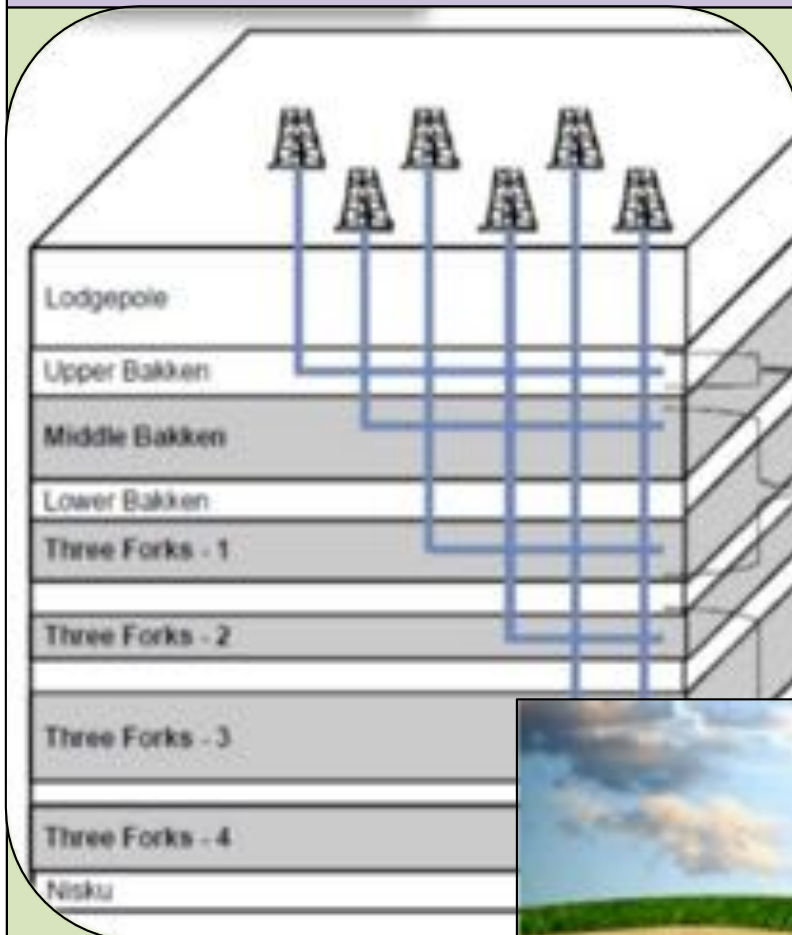 Lodgepole
Upper Bakken
Middle Bakken
Lower Bakken
Three Forks - 1
Three Forks - 2
Three Forks - 3
Three Forks - 4
Nisku